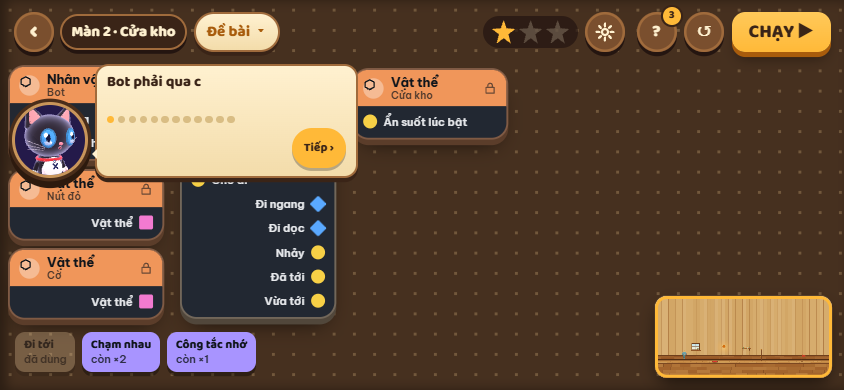 Màn 2 · Cửa kho
Đề bài
3
?
CHẠY
Bot
Bot phải qua c
Tiếp ›
Vật thể
Cửa kho
Ẩn suốt lúc bật
Vật thể
Nút đỏ
Vật thể
Đi ngang
Đi dọc
Nhảy
Đã tới
Vừa tới
Vật thể
Cờ
Vật thể
Đi tới
đã dùng
Chạm nhau
còn ×2
Công tắc nhớ
còn ×1